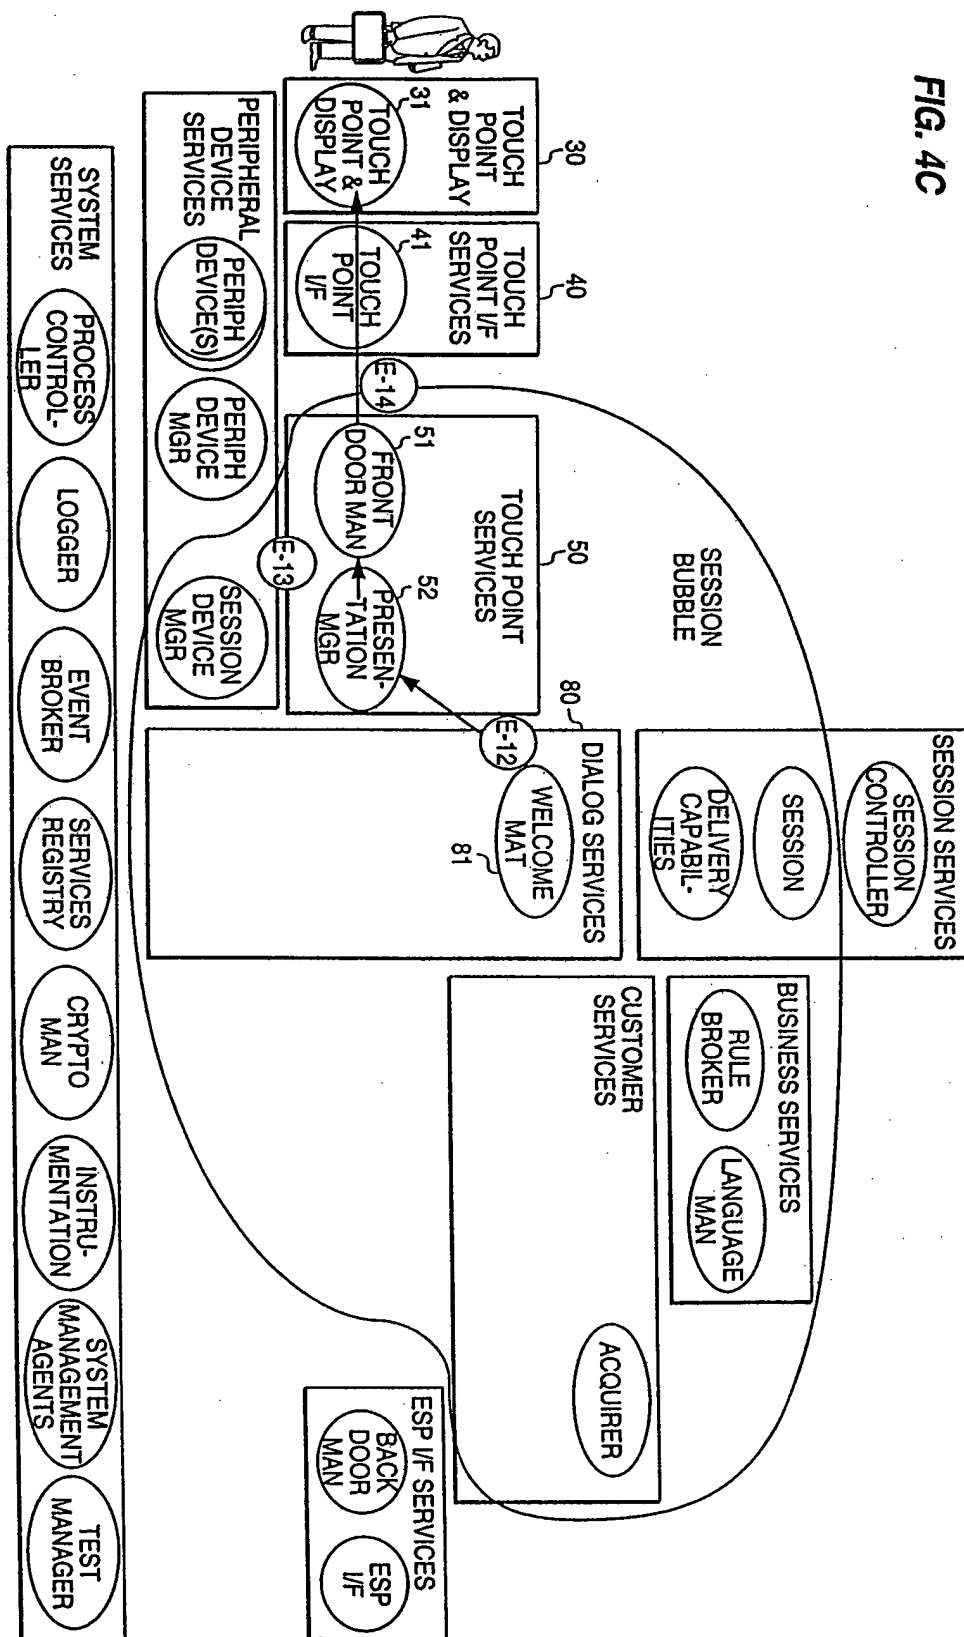 FIG. 4C
SESSION SERVICES
SESSION
CONTROLLER
SESSION
DELIVERY
CAPABIL-
ITIES
BUSINESS SERVICES
RULE
BROKER
LANGUAGE
MAN
SESSION
BUBBLE
30
TOUCH
POINT
& DISPLAY
31
TOUCH
POINT &
DISPLAY
40
TOUCH
POINT I/F
SERVICES
41
TOUCH
POINT
I/F
E-14
50
TOUCH POINT
SERVICES
51
FRONT
DOOR MAN
52
PRESEN-
TATION
MGR
E-13
80
DIALOG SERVICES
E-12
WELCOME
MAT
81
CUSTOMER
SERVICES
ACQUIRER
ESP I/F SERVICES
BACK
DOOR
MAN
ESP
I/F
PERIPHERAL
DEVICE
SERVICES
PERIPH
DEVICE(S)
PERIPH
DEVICE
MGR
SESSION
DEVICE
MGR
SYSTEM
SERVICES
PROCESS
CONTROL-
LER
LOGGER
EVENT
BROKER
SERVICES
REGISTRY
CRYPTO
MAN
INSTRU-
MENTATION
SYSTEM
MANAGEMENT
AGENTS
TEST
MANAGER